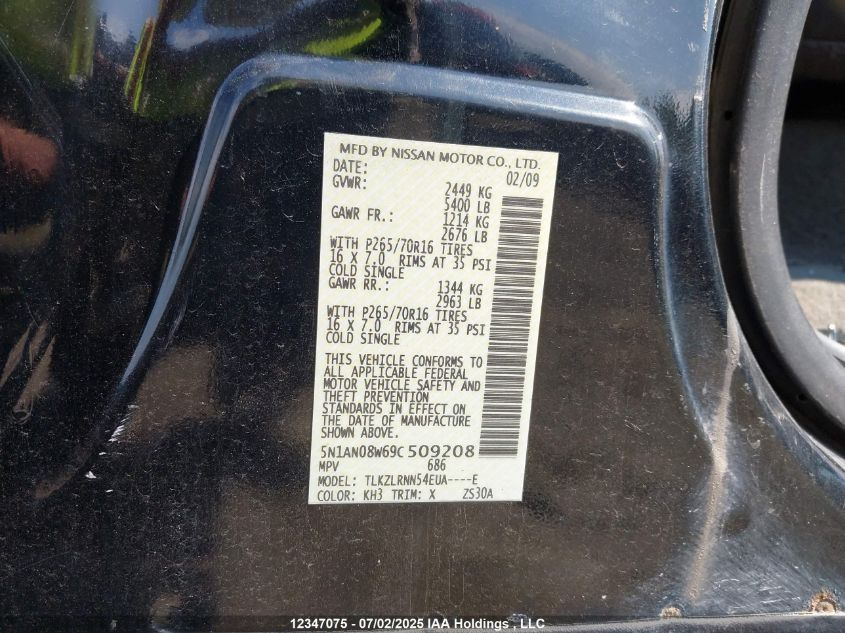 MFD BY NISSAN MOTOR CO., LTD.
DATE: 02/09
GVWR: 2449 KG
5400 LB
GAWR FR.: 1214 KG
2676 LB
WITH P265/70R16 TIRES
16 X 7.0 RIMS AT 35 PSI
COLD SINGLE
GAWR RR.: 1344 KG
2963 LB
WITH P265/70R16 TIRES
16 X 7.0 RIMS AT 35 PSI
COLD SINGLE
THIS VEHICLE CONFORMS TO
ALL APPLICABLE FEDERAL
MOTOR VEHICLE SAFETY AND
THEFT PREVENTION
STANDARDS IN EFFECT ON
THE DATE OF MANUFACTURE
SHOWN ABOVE.
5N1AN08W69C509208
MPV 686
MODEL: TLKZLRNN54EUA----E
COLOR: KH3 TRIM: X ZS30A
12347075 - 07/02/2025 IAA Holdings , LLC